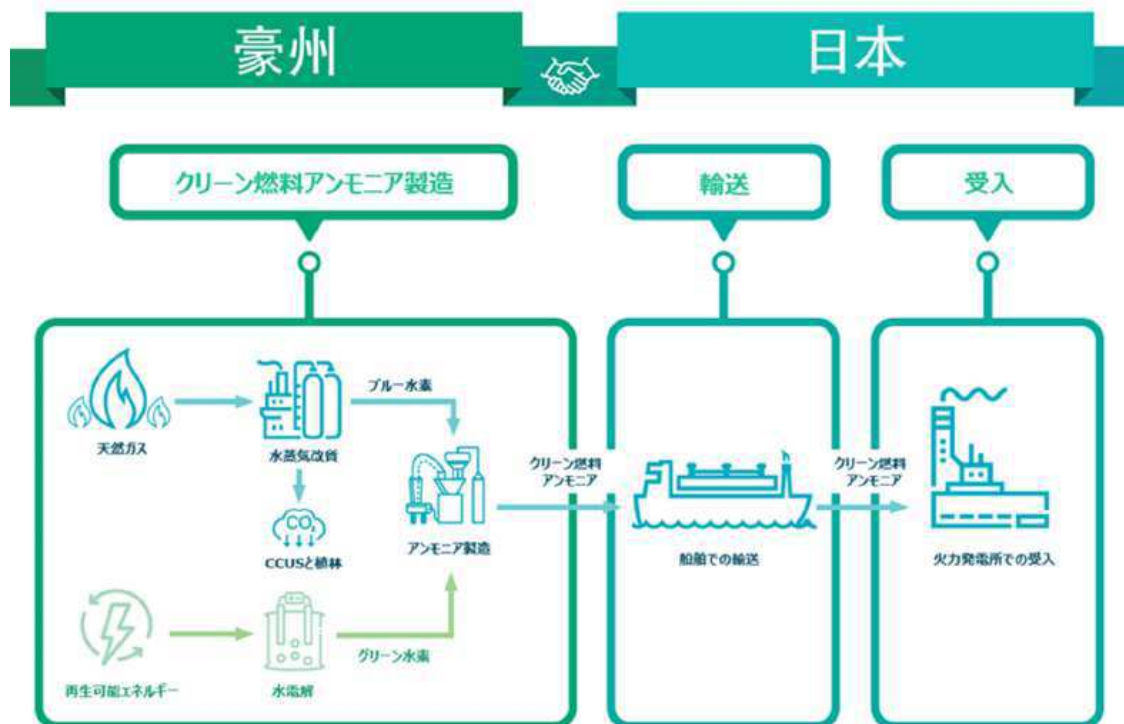 豪州
日本
クリーン燃料アンモニア製造
輸送
受入
天然ガス
水蒸気改質
ブルー水素
CO₂
CCUSと植林
アンモニア製造
再生可能エネルギー
水電解
グリーン水素
クリーン燃料
アンモニア
船舶での輸送
クリーン燃料
アンモニア
火力発電所での受入